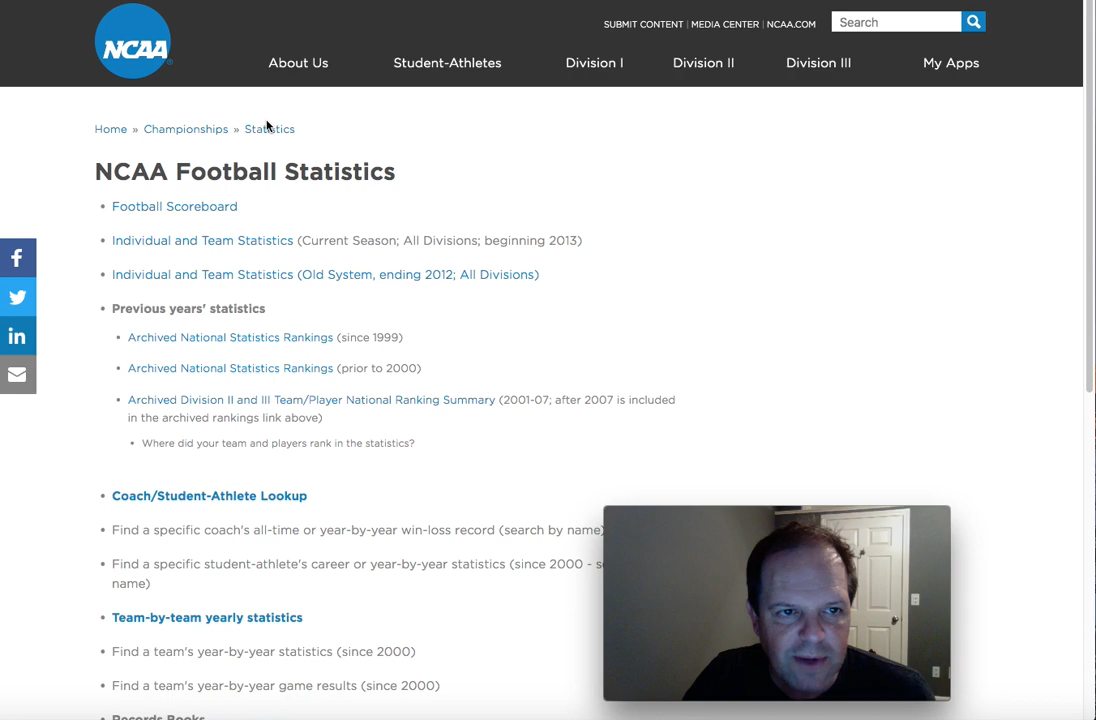 SUBMIT CONTENT | MEDIA CENTER | NCAA.COM
Search
NCAA
About Us
Student-Athletes
Division I
Division II
Division III
My Apps
Home » Championships » Statistics
NCAA Football Statistics
• Football Scoreboard
• Individual and Team Statistics (Current Season; All Divisions; beginning 2013)
• Individual and Team Statistics (Old System, ending 2012; All Divisions)
• Previous years' statistics
• Archived National Statistics Rankings (since 1999)
• Archived National Statistics Rankings (prior to 2000)
• Archived Division II and III Team/Player National Ranking Summary (2001-07; after 2007 is included
in the archived rankings link above)
• Where did your team and players rank in the statistics?
• Coach/Student-Athlete Lookup
• Find a specific coach's all-time or year-by-year win-loss record (search by name)
• Find a specific student-athlete's career or year-by-year statistics (since 2000 -
name)
• Team-by-team yearly statistics
• Find a team's year-by-year statistics (since 2000)
• Find a team's year-by-year game results (since 2000)
Records Books